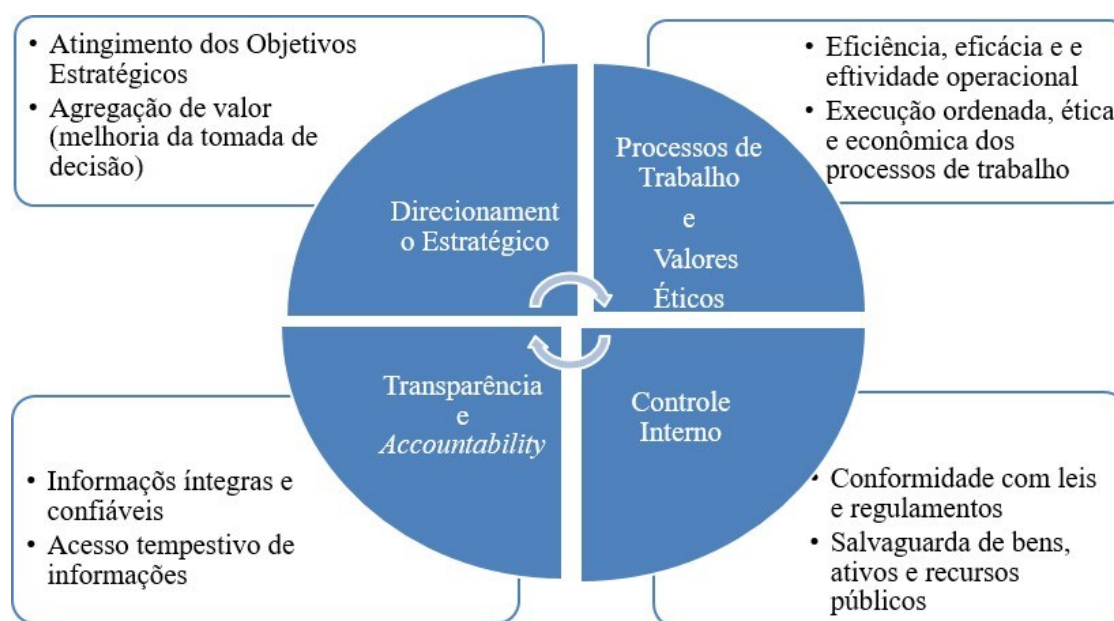 • Atingimento dos Objetivos
Estratégicos
• Agregação de valor
(melhoria da tomada de
decisão)
• Eficiência, eficácia e e
eftividade operacional
• Execução ordenada, ética
e econômica dos
processos de trabalho
Direcionament
o Estratégico
Processos de
Trabalho
e
Valores
Éticos
Transparência
e
Accountability
Controle
Interno
• Informaçõs íntegras e
confiáveis
• Acesso tempestivo de
informações
• Conformidade com leis
e regulamentos
• Salvaguarda de bens,
ativos e recursos
públicos